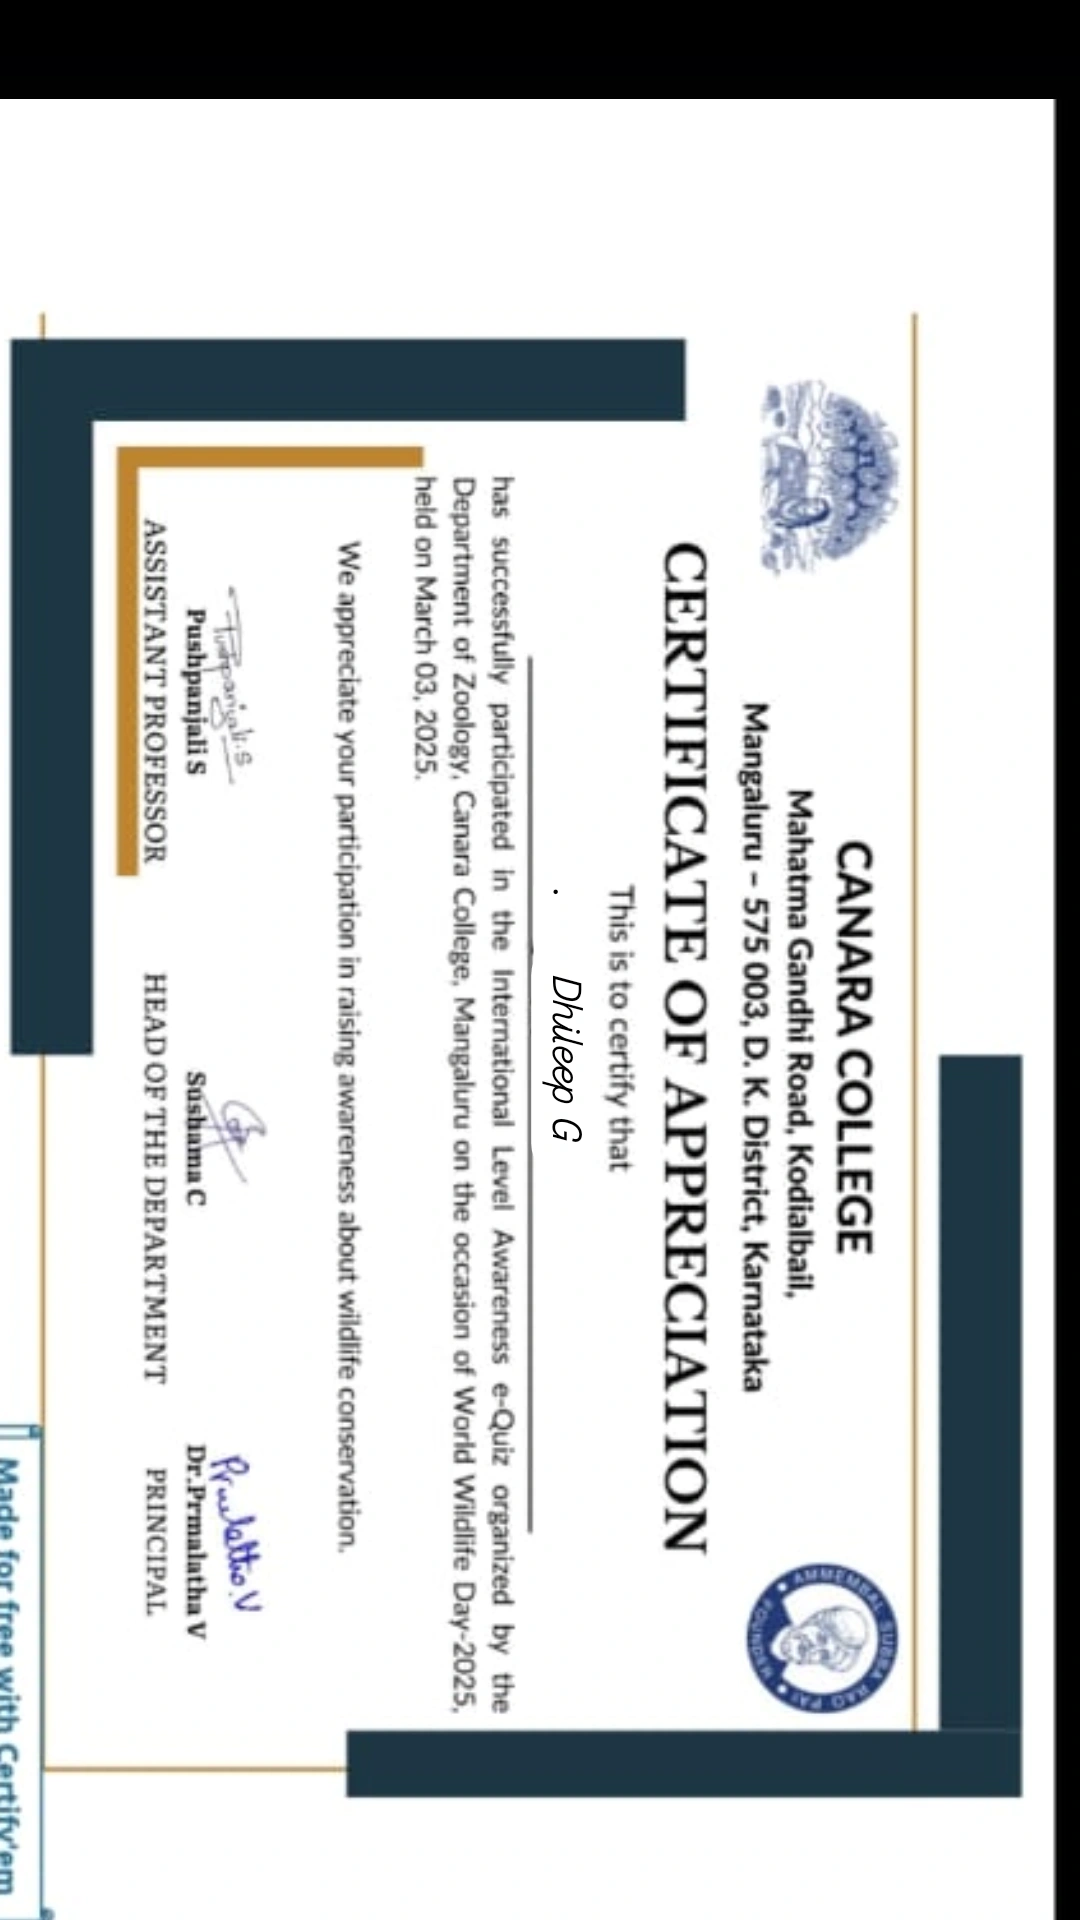 CANARA COLLEGE
Mahatma Gandhi Road, Kodialbail,
Mangaluru – 575 003, D. K. District, Karnataka
AMMEMBAL SUBBA RAO PAI
• FOUNDER •
CERTIFICATE OF APPRECIATION
This is to certify that
. Dhileep G
has successfully participated in the International Level Awareness e-Quiz organized by the
Department of Zoology, Canara College, Mangaluru on the occasion of World Wildlife Day-2025,
held on March 03, 2025.
We appreciate your participation in raising awareness about wildlife conservation.
Pushpanjali.S
Premalatha.V
Pushpanjali S Sushama C Dr.Prmalatha V
ASSISTANT PROFESSOR HEAD OF THE DEPARTMENT PRINCIPAL
Made for free with Certify'em